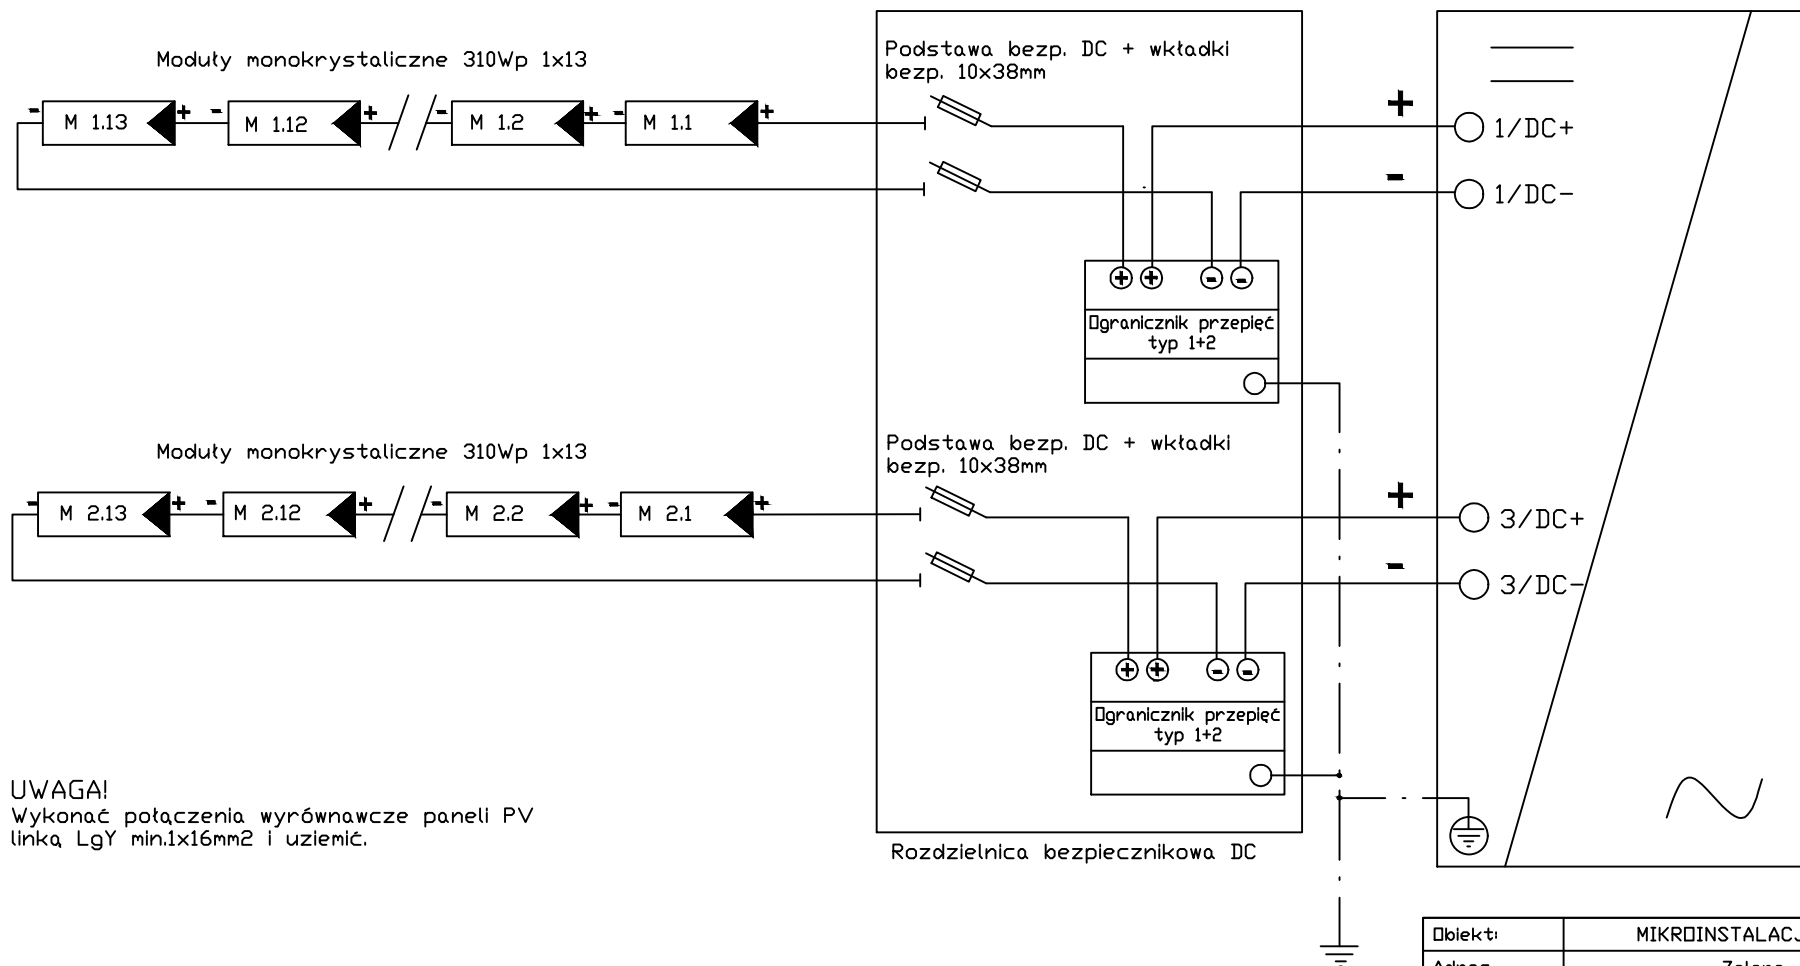 Moduły monokrystaliczne 310Wp 1x13
- M 1.13 + - M 1.12 + - M 1.2 + - M 1.1 +
Podstawa bezp. DC + wkładki
bezp. 10x38mm
+ 1/DC+
- 1/DC-
+ + - -
Ogranicznik przepięć
typ 1+2
Moduły monokrystaliczne 310Wp 1x13
- M 2.13 + - M 2.12 + - M 2.2 + - M 2.1 +
Podstawa bezp. DC + wkładki
bezp. 10x38mm
+ 3/DC+
- 3/DC-
+ + - -
Ogranicznik przepięć
typ 1+2
UWAGA!
Wykonać połączenia wyrównawcze paneli PV
linką LgY min.1x16mm2 i uziemić.
Rozdzielnica bezpiecznikowa DC
Obiekt: MIKROINSTALAC